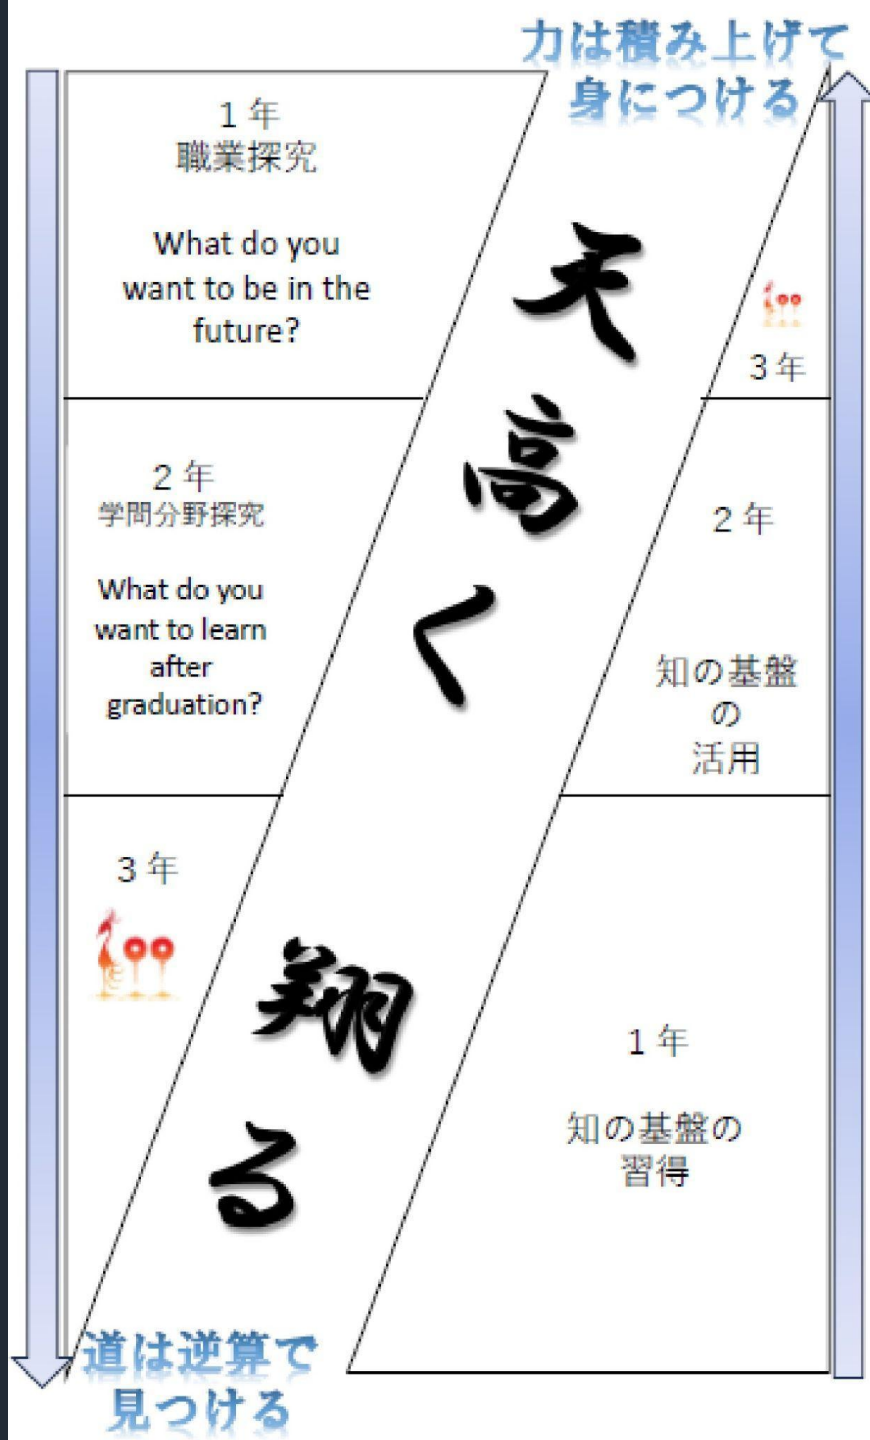 力は積み上げて
身につける
1年
職業探究
What do you
want to be in the
future?
2年
学問分野探究
What do you
want to learn
after
graduation?
3年
天高く翔る
3年
2年
知の基盤
の
活用
1年
知の基盤の
習得
道は逆算で
見つける